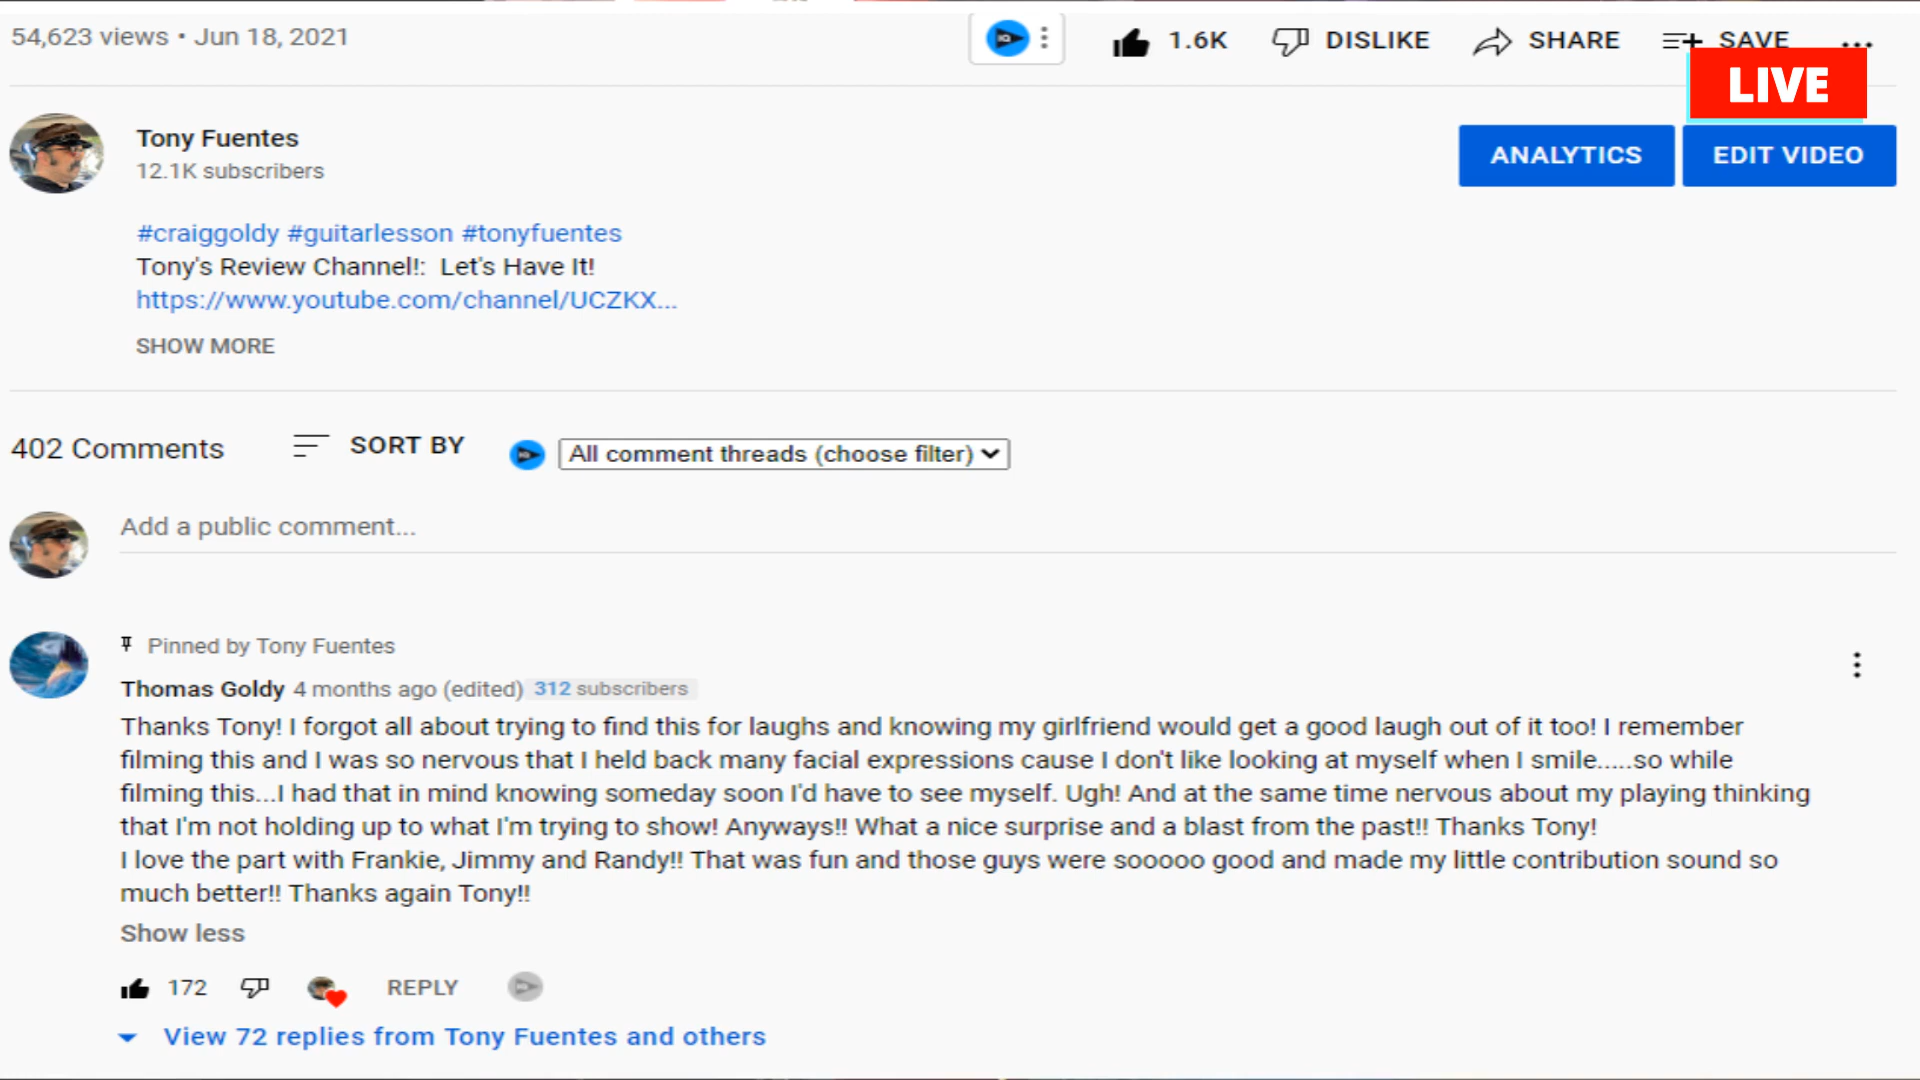 54,623 views • Jun 18, 2021
1.6K DISLIKE SHARE SAVE
LIVE
Tony Fuentes
12.1K subscribers
ANALYTICS EDIT VIDEO
#craiggoldy #guitarlesson #tonyfuentes
Tony's Review Channel!: Let's Have It!
https://www.youtube.com/channel/UCZKX...
SHOW MORE
402 Comments SORT BY All comment threads (choose filter)
Add a public comment...
Pinned by Tony Fuentes
Thomas Goldy 4 months ago (edited) 312 subscribers
Thanks Tony! I forgot all about trying to find this for laughs and knowing my girlfriend would get a good laugh out of it too! I remember
filming this and I was so nervous that I held back many facial expressions cause I don't like looking at myself when I smile.....so while
filming this...I had that in mind knowing someday soon I'd have to see myself. Ugh! And at the same time nervous about my playing thinking
that I'm not holding up to what I'm trying to show! Anyways!! What a nice surprise and a blast from the past!! Thanks Tony!
I love the part with Frankie, Jimmy and Randy!! That was fun and those guys were sooooo good and made my little contribution sound so
much better!! Thanks again Tony!!
Show less
172 REPLY
View 72 replies from Tony Fuentes and others